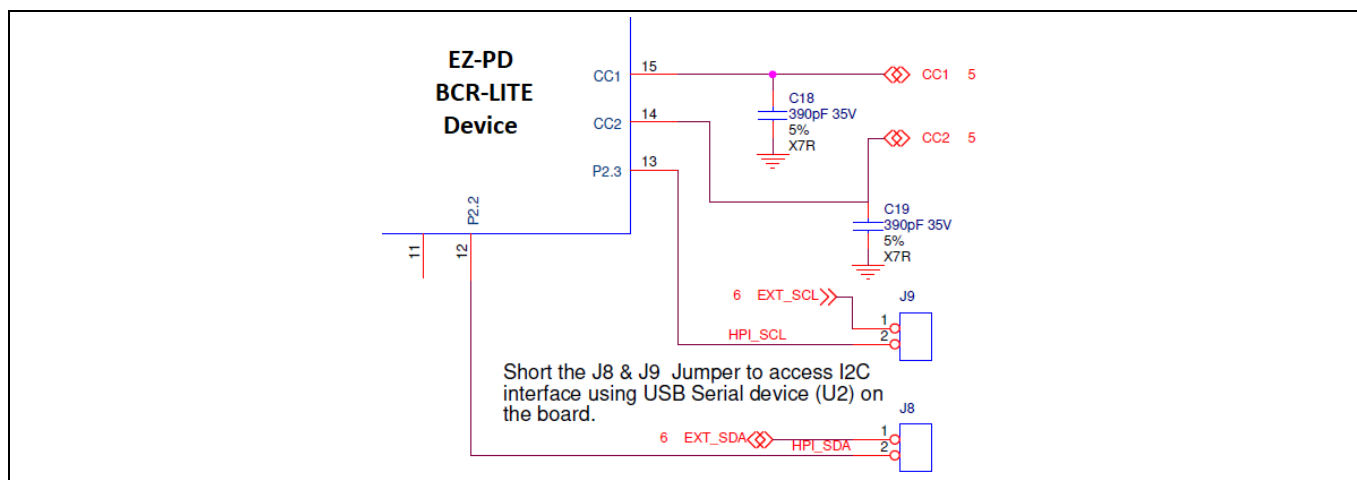 EZ-PD
BCR-LITE
Device
CC1
15
CC2
14
P2.3
13
P2.2
11
12
CC1 5
C18
390pF 35V
5%
X7R
CC2 5
C19
390pF 35V
5%
X7R
6 EXT_SCL
J9
1
2
HPI_SCL
Short the J8 & J9 Jumper to access I2C
interface using USB Serial device (U2) on
the board.
J8
6 EXT_SDA
1
2
HPI_SDA